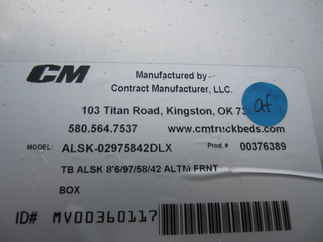 CM
Manufactured by
Contract Manufacturer, LLC.
103 Titan Road, Kingston, OK
580.564.7537 www.cmtruckbeds.com
MODEL: ALSK-02975842DLX Prod. # 00376389
TB ALSK 8'6/97/58/42 ALTM FRNT
BOX
ID# MV00360117
af